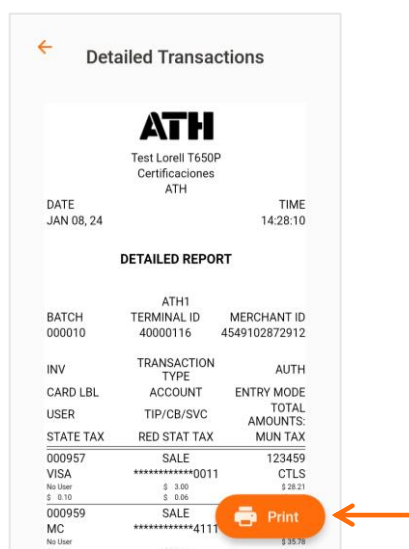 Detailed Transactions
ATH
Test Lorell T650P
Certificaciones
ATH
DATE TIME
JAN 08, 24 14:28:10
DETAILED REPORT
ATH1
BATCH TERMINAL ID MERCHANT ID
000010 40000116 4549102872912
INV TRANSACTION TYPE AUTH
CARD LBL ACCOUNT ENTRY MODE
USER TIP/CB/SVC TOTAL AMOUNTS:
STATE TAX RED STAT TAX MUN TAX
000957 SALE 123459
VISA ************0011 CTLS
No User $ 3.00 $ 28.21
$ 0.10 $ 0.06
000959 SALE
MC ************4111
No User $ 35.78
Print